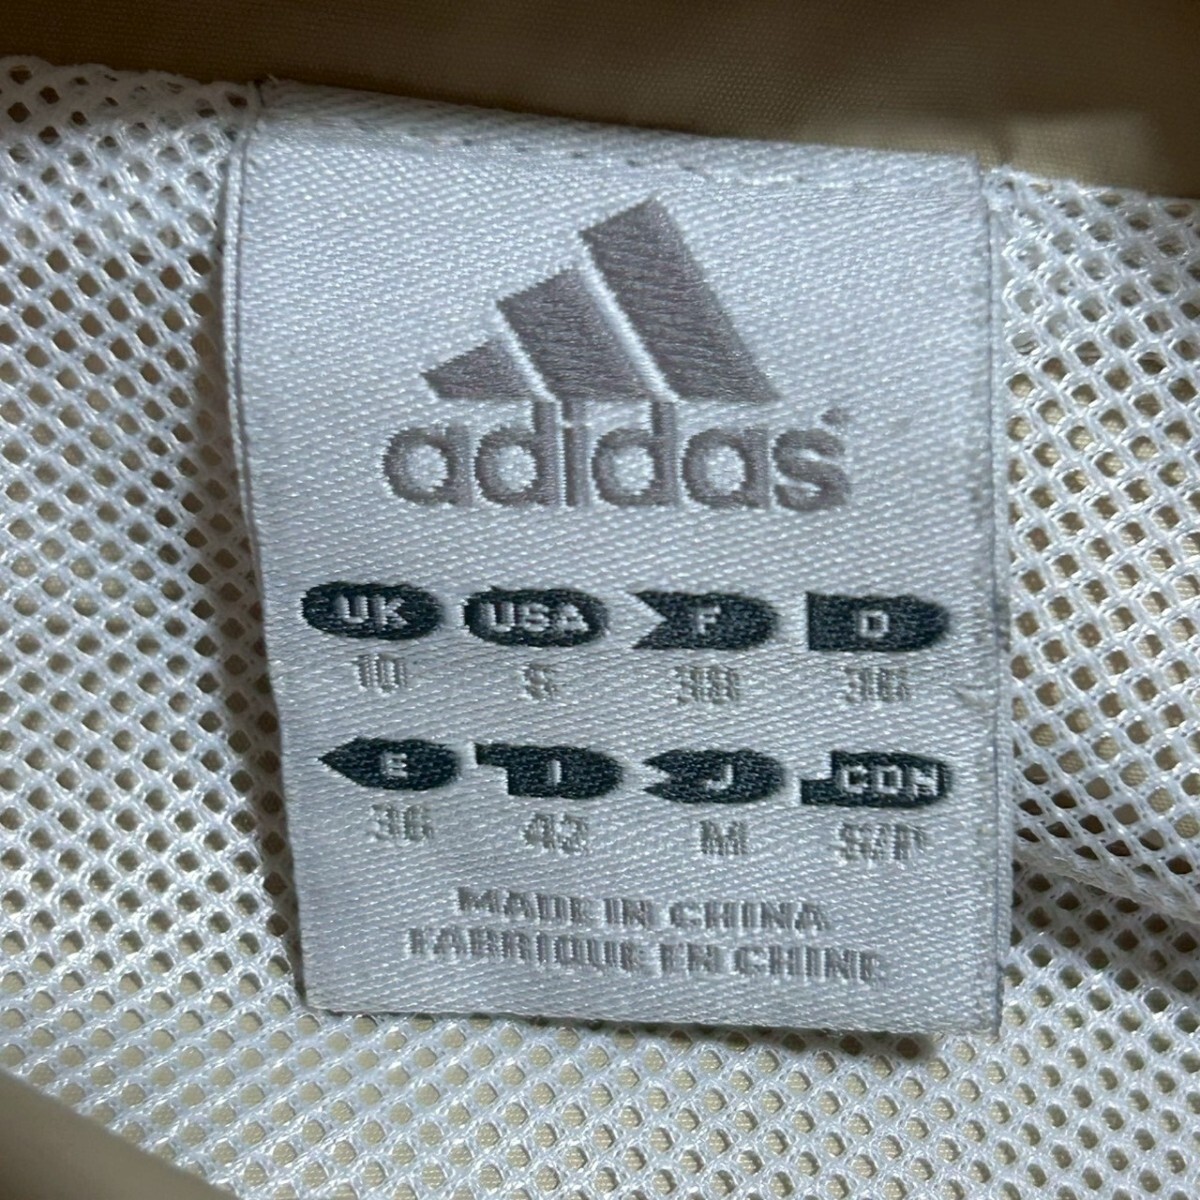 adidas
UK USA F D
10 S 38 36
E I J CDN
36 42 M S/P
MADE IN CHINA
FABRIQUE EN CHINE